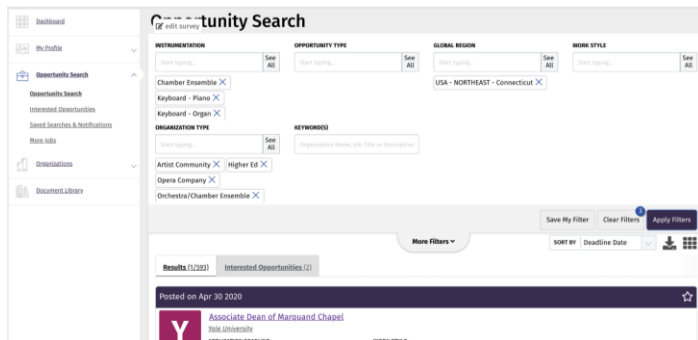 Dashboard
My Profile
Opportunity Search
Opportunity Search
Interested Opportunities
Saved Searches & Notifications
More Jobs
Organizations
Document Library
Opportunity Search
edit survey
INSTRUMENTATION OPPORTUNITY TYPE GLOBAL REGION WORK STYLE
Start typing... See All Start typing... See All Start typing... See All Start typing...
Chamber Ensemble X USA - NORTHEAST - Connecticut X
Keyboard - Piano X
Keyboard - Organ X
ORGANIZATION TYPE KEYWORD(S)
Start typing... See All Organization Name, Job Title or Description
Artist Community X Higher Ed X
Opera Company X
Orchestra/Chamber Ensemble X
Save My Filter Clear Filters 3 Apply Filters
More Filters SORT BY Deadline Date
Results (1/593) Interested Opportunities (2)
Posted on Apr 30 2020
Y
Associate Dean of Marquand Chapel
Yale University